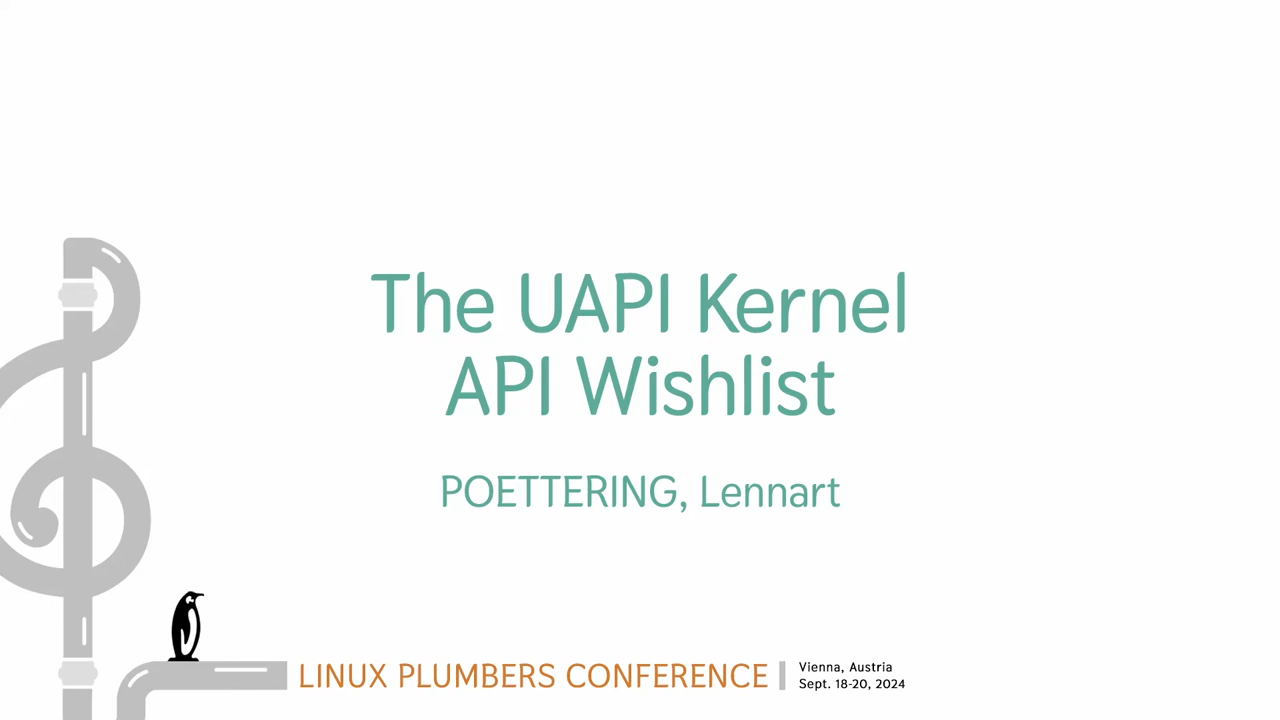 The UAPI Kernel
API Wishlist
POETTERING, Lennart
LINUX PLUMBERS CONFERENCE
Vienna, Austria
Sept. 18-20, 2024